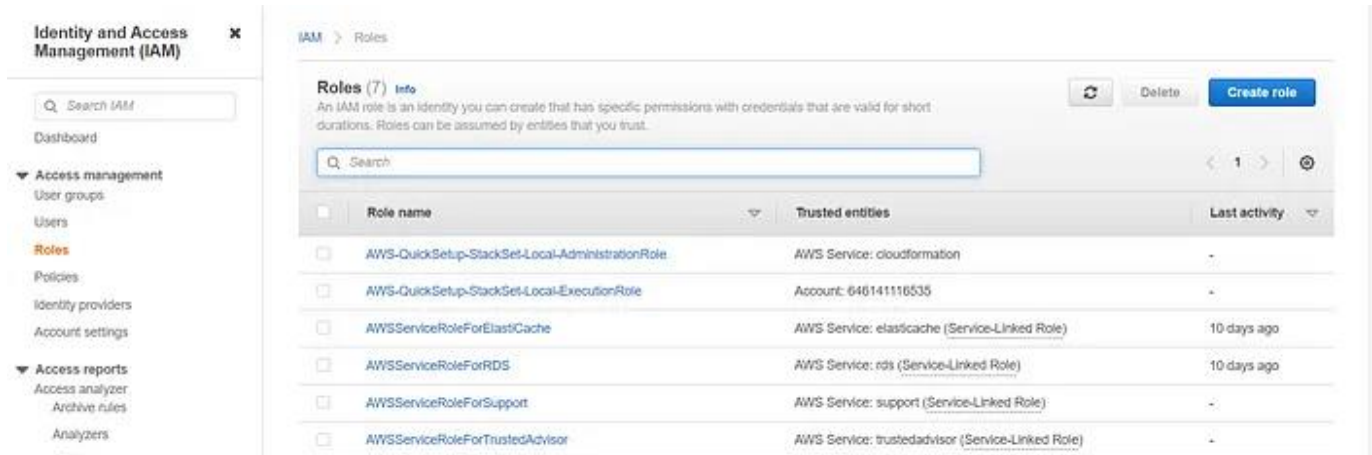 Identity and Access
Management (IAM)
Search IAM
Dashboard
Access management
User groups
Users
Roles
Policies
Identity providers
Account settings
Access reports
Access analyzer
Archive rules
Analyzers
IAM > Roles
Roles (7) Info
An IAM role is an identity you can create that has specific permissions with credentials that are valid for short
durations. Roles can be assumed by entities that you trust.
Delete
Create role
Search
< 1 >
Role name Trusted entities Last activity
AWS-QuickSetup-StackSet-Local-AdministrationRole AWS Service: cloudformation -
AWS-QuickSetup-StackSet-Local-ExecutionRole Account: 646141116535 -
AWSServiceRoleForElastiCache AWS Service: elasticache (Service-Linked Role) 10 days ago
AWSServiceRoleForRDS AWS Service: rds (Service-Linked Role) 10 days ago
AWSServiceRoleForSupport AWS Service: support (Service-Linked Role) -
AWSServiceRoleForTrustedAdvisor AWS Service: trustedadvisor (Service-Linked Role) -